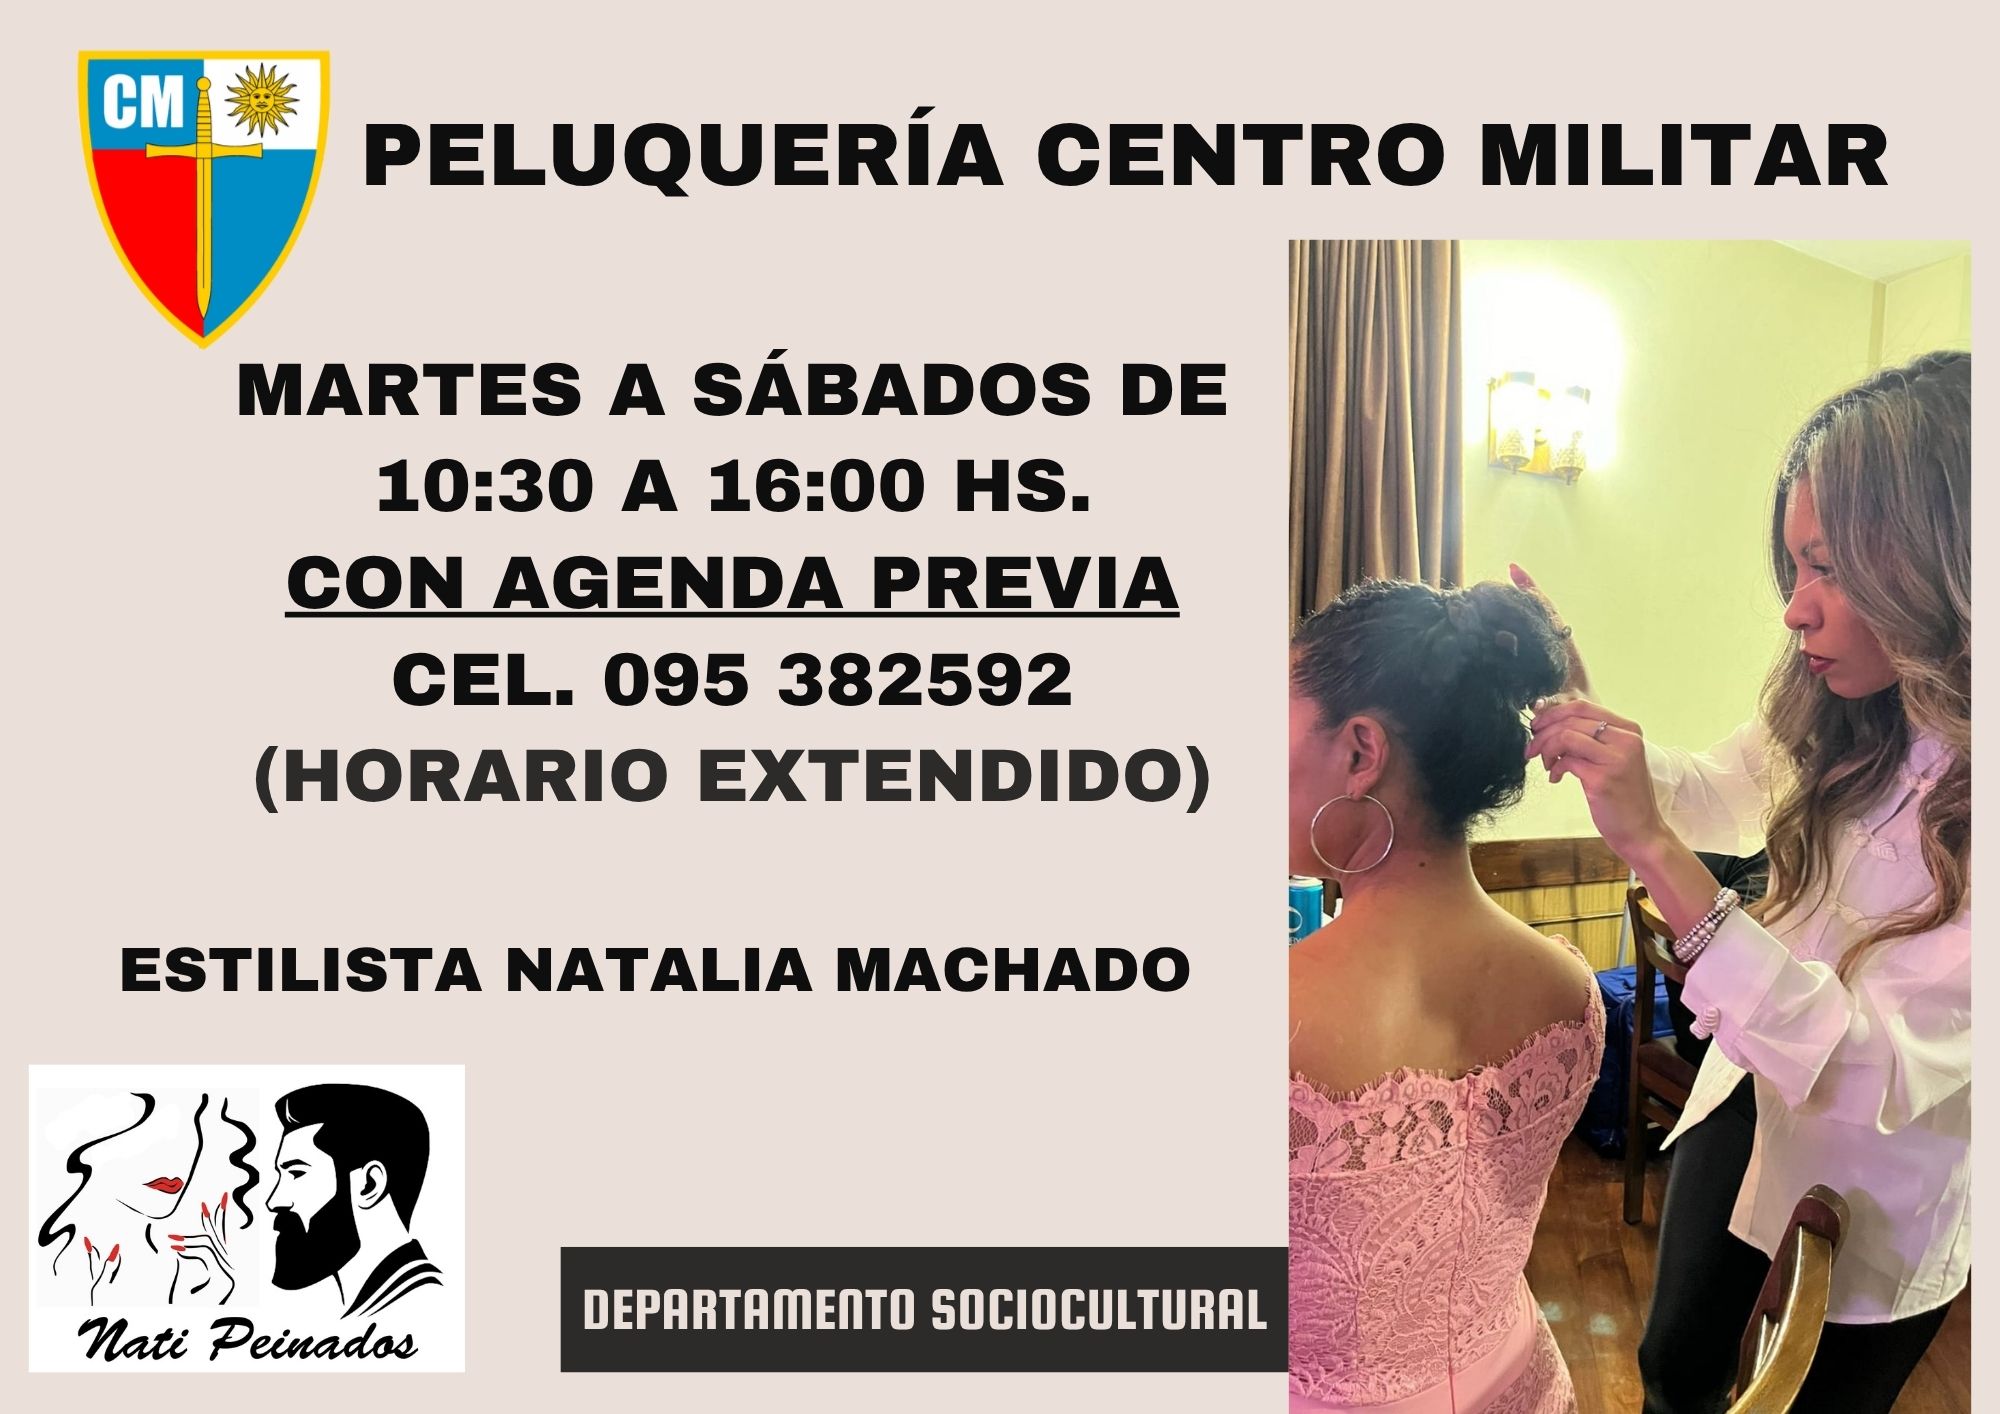 CM
PELUQUERÍA CENTRO MILITAR
MARTES A SÁBADOS DE
10:30 A 16:00 HS.
CON AGENDA PREVIA
CEL. 095 382592
(HORARIO EXTENDIDO)
ESTILISTA NATALIA MACHADO
Nati Peinados
DEPARTAMENTO SOCIOCULTURAL